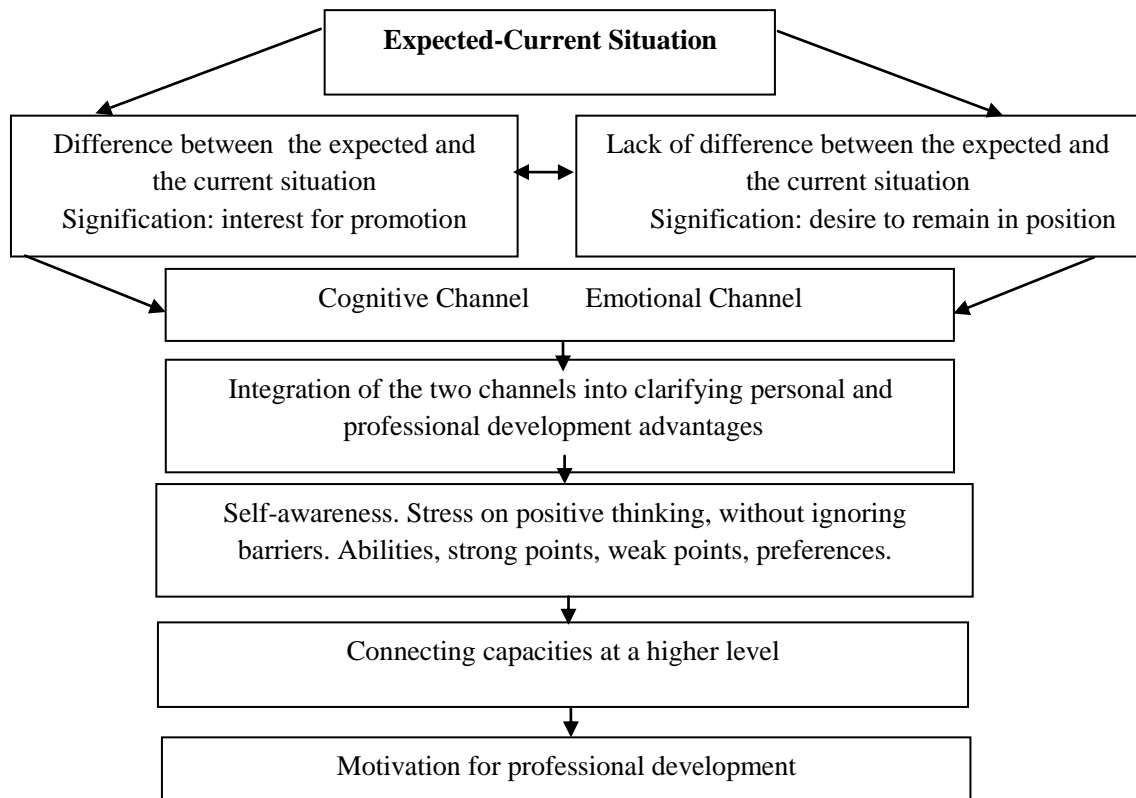 Expected-Current Situation
Difference between the expected and
the current situation
Signification: interest for promotion
Lack of difference between the expected and
the current situation
Signification: desire to remain in position
Cognitive Channel Emotional Channel
Integration of the two channels into clarifying personal and
professional development advantages
Self-awareness. Stress on positive thinking, without ignoring
barriers. Abilities, strong points, weak points, preferences.
Connecting capacities at a higher level
Motivation for professional development